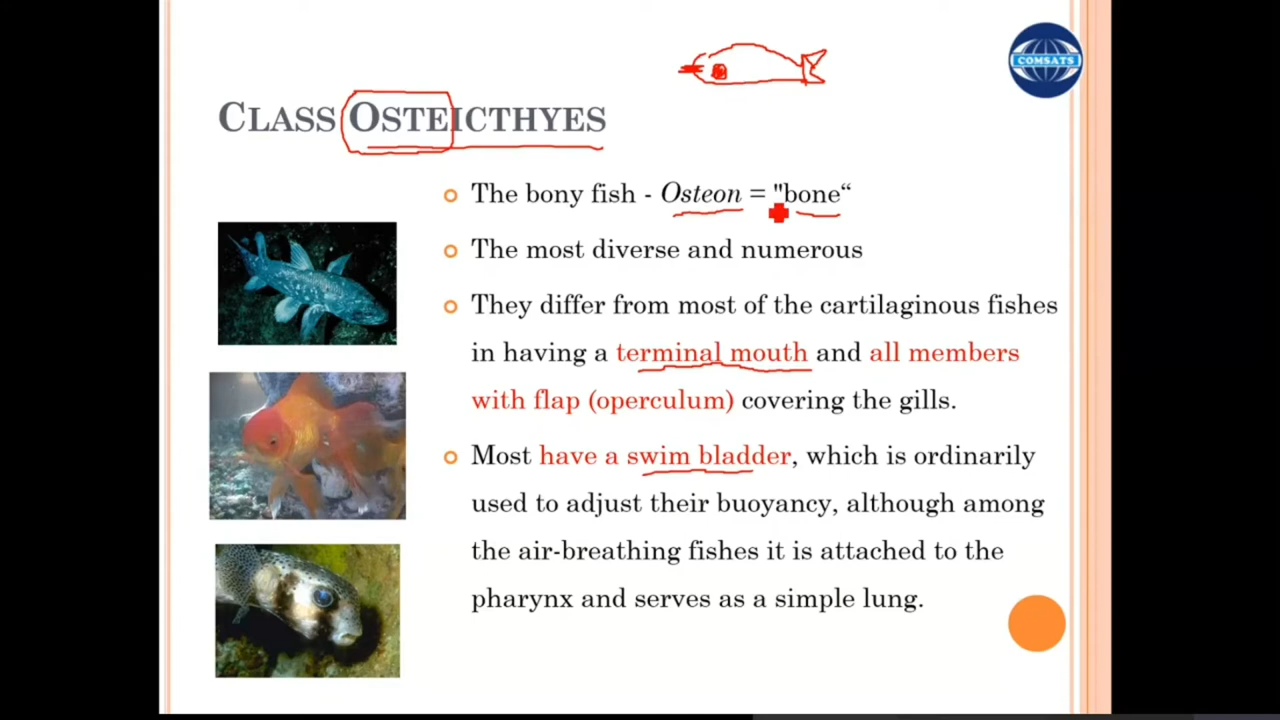 COMSATS
CLASS OSTEICTHYES
The bony fish - Osteon = "bone“
The most diverse and numerous
They differ from most of the cartilaginous fishes
in having a terminal mouth and all members
with flap (operculum) covering the gills.
Most have a swim bladder, which is ordinarily
used to adjust their buoyancy, although among
the air-breathing fishes it is attached to the
pharynx and serves as a simple lung.